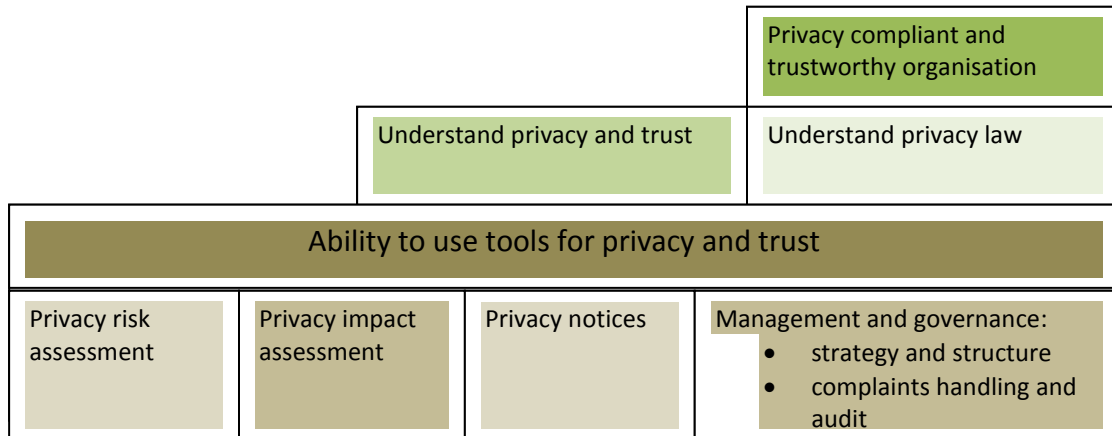 Privacy compliant and
trustworthy organisation
Understand privacy and trust
Understand privacy law
Ability to use tools for privacy and trust
Privacy risk
assessment
Privacy impact
assessment
Privacy notices
Management and governance:
• strategy and structure
• complaints handling and
audit